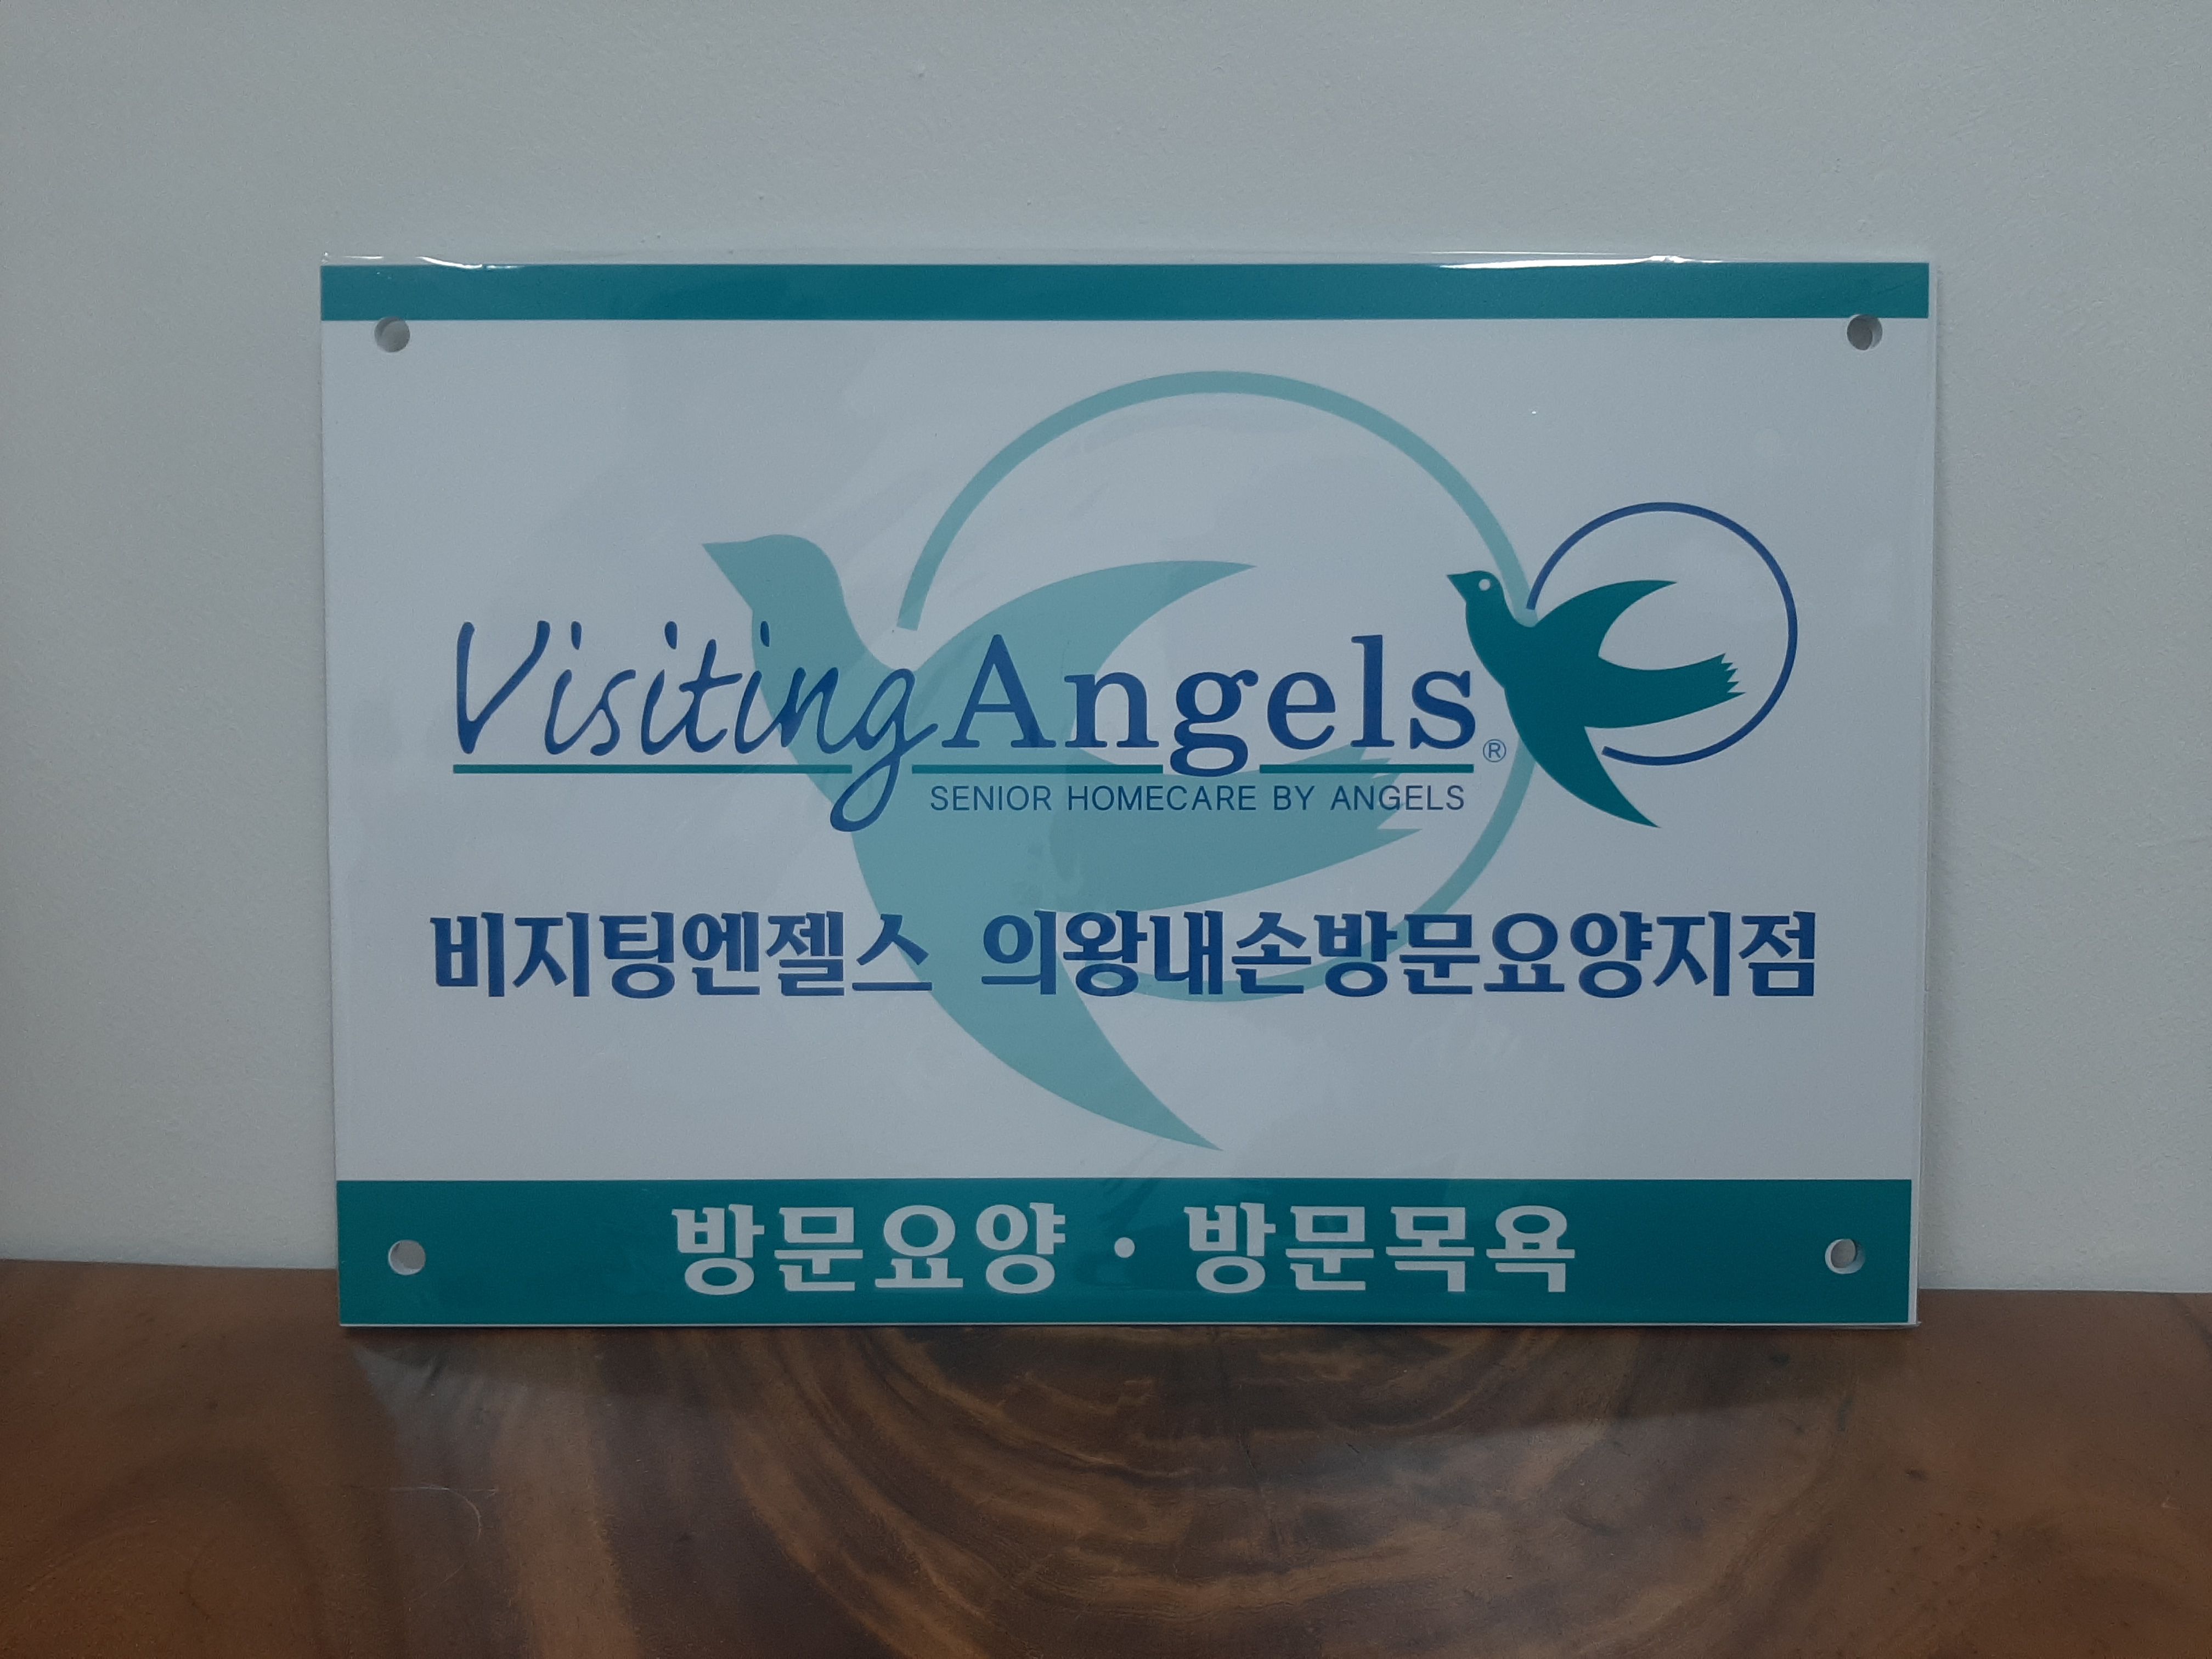 Visiting Angels®
SENIOR HOMECARE BY ANGELS
비지팅엔젤스 의왕내손방문요양지점
방문요양 · 방문목욕